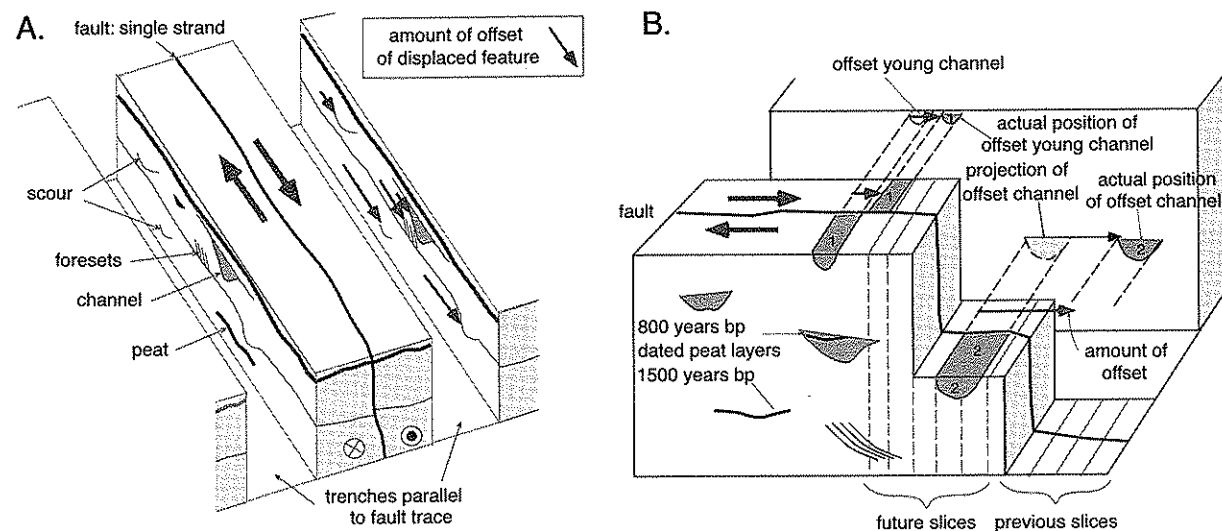 A.
fault: single strand
amount of offset
of displaced feature
scour
foresets
channel
peat
trenches parallel
to fault trace
B.
offset young channel
1
actual position of
offset young channel
projection of
offset channel
actual position
of offset channel
fault
1
1
2
800 years bp
dated peat layers
1500 years bp
2
2
amount of
offset
future slices
previous slices